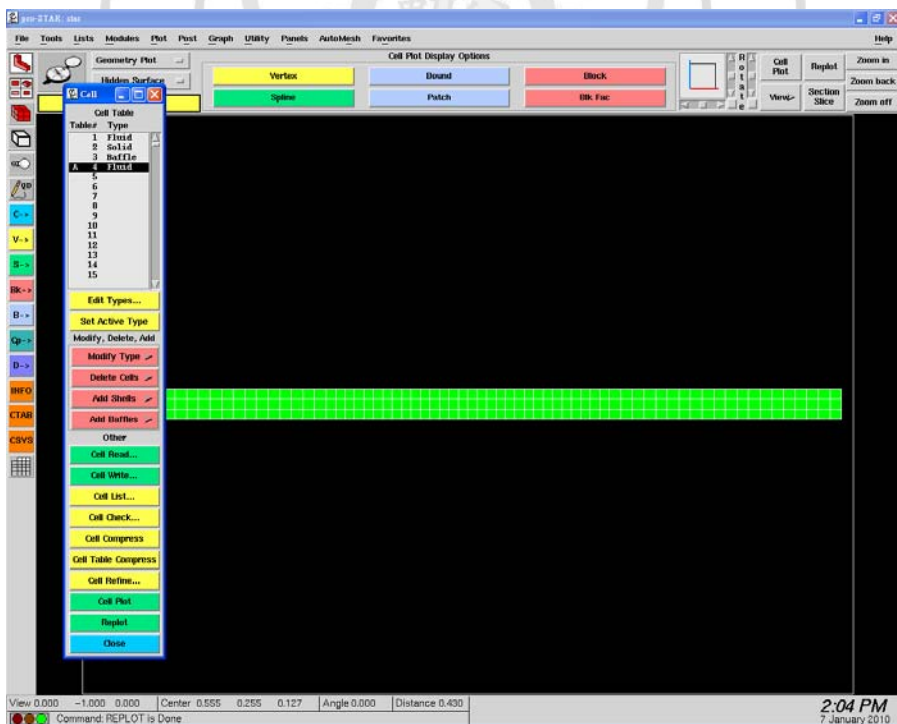 pro-STAR: star
File Tools Lists Modules Plot Post Graph Utility Panels AutoMesh Favorites Help
Geometry Plot
Hidden Surface
Cell Plot Display Options
Vertex Bound Block
Spline Patch Blk Fac
Rotate
Cell Plot
Replot
Zoom in
Zoom back
View->
Section Slice
Zoom off
Cell
Cell Table
Table# Type
1 Fluid
2 Solid
3 Baffle
A 4 Fluid
5
6
7
8
9
10
11
12
13
14
15
Edit Types...
Set Active Type
Modify, Delete, Add
Modify Type
Delete Cells
Add Shells
Add Baffles
Other
Cell Read...
Cell Write...
Cell List...
Cell Check...
Cell Compress
Cell Table Compress
Cell Refine...
Cell Plot
Replot
Close
C->
V->
S->
Bk->
B->
Cp->
D->
INFO
CTAB
CSYS
View 0.000 -1.000 0.000 Center 0.555 0.255 0.127 Angle 0.000 Distance 0.430
Command: REPLOT is Done
2:04 PM
7 January 2010